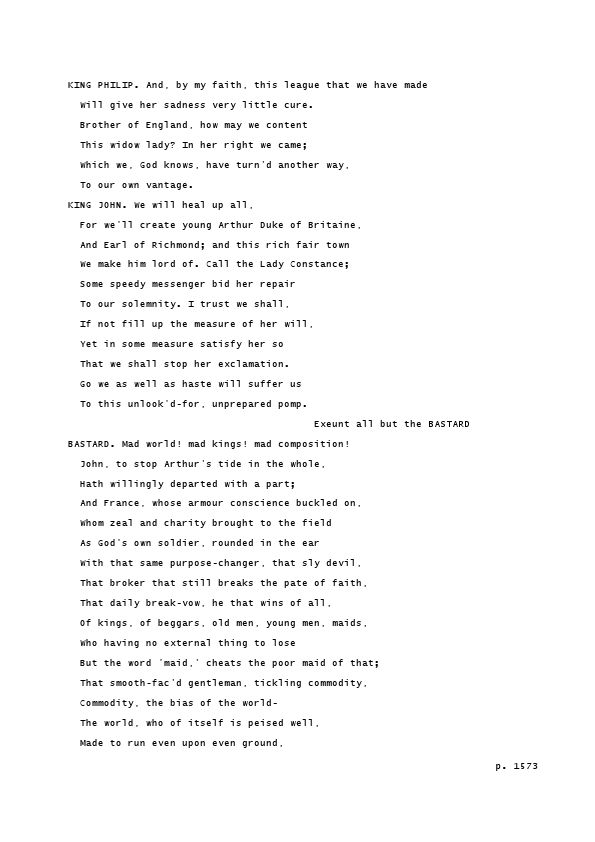 KING PHILIP. And, by my faith, this league that we have made
Will give her sadness very little cure.
Brother of England, how may we content
This widow lady? In her right we came;
Which we, God knows, have turn'd another way,
To our own vantage.
KING JOHN. We will heal up all,
For we'll create young Arthur Duke of Britaine,
And Earl of Richmond; and this rich fair town
We make him lord of. Call the Lady Constance;
Some speedy messenger bid her repair
To our solemnity. I trust we shall,
If not fill up the measure of her will,
Yet in some measure satisfy her so
That we shall stop her exclamation.
Go we as well as haste will suffer us
To this unlook'd-for, unprepared pomp.
Exeunt all but the BASTARD
BASTARD. Mad world! mad kings! mad composition!
John, to stop Arthur's tide in the whole,
Hath willingly departed with a part;
And France, whose armour conscience buckled on,
Whom zeal and charity brought to the field
As God's own soldier, rounded in the ear
With that same purpose-changer, that sly devil,
That broker that still breaks the pate of faith,
That daily break-vow, he that wins of all,
Of kings, of beggars, old men, young men, maids,
Who having no external thing to lose
But the word 'maid,' cheats the poor maid of that;
That smooth-fac'd gentleman, tickling commodity,
Commodity, the bias of the world-
The world, who of itself is peised well,
Made to run even upon even ground,
p. 1573